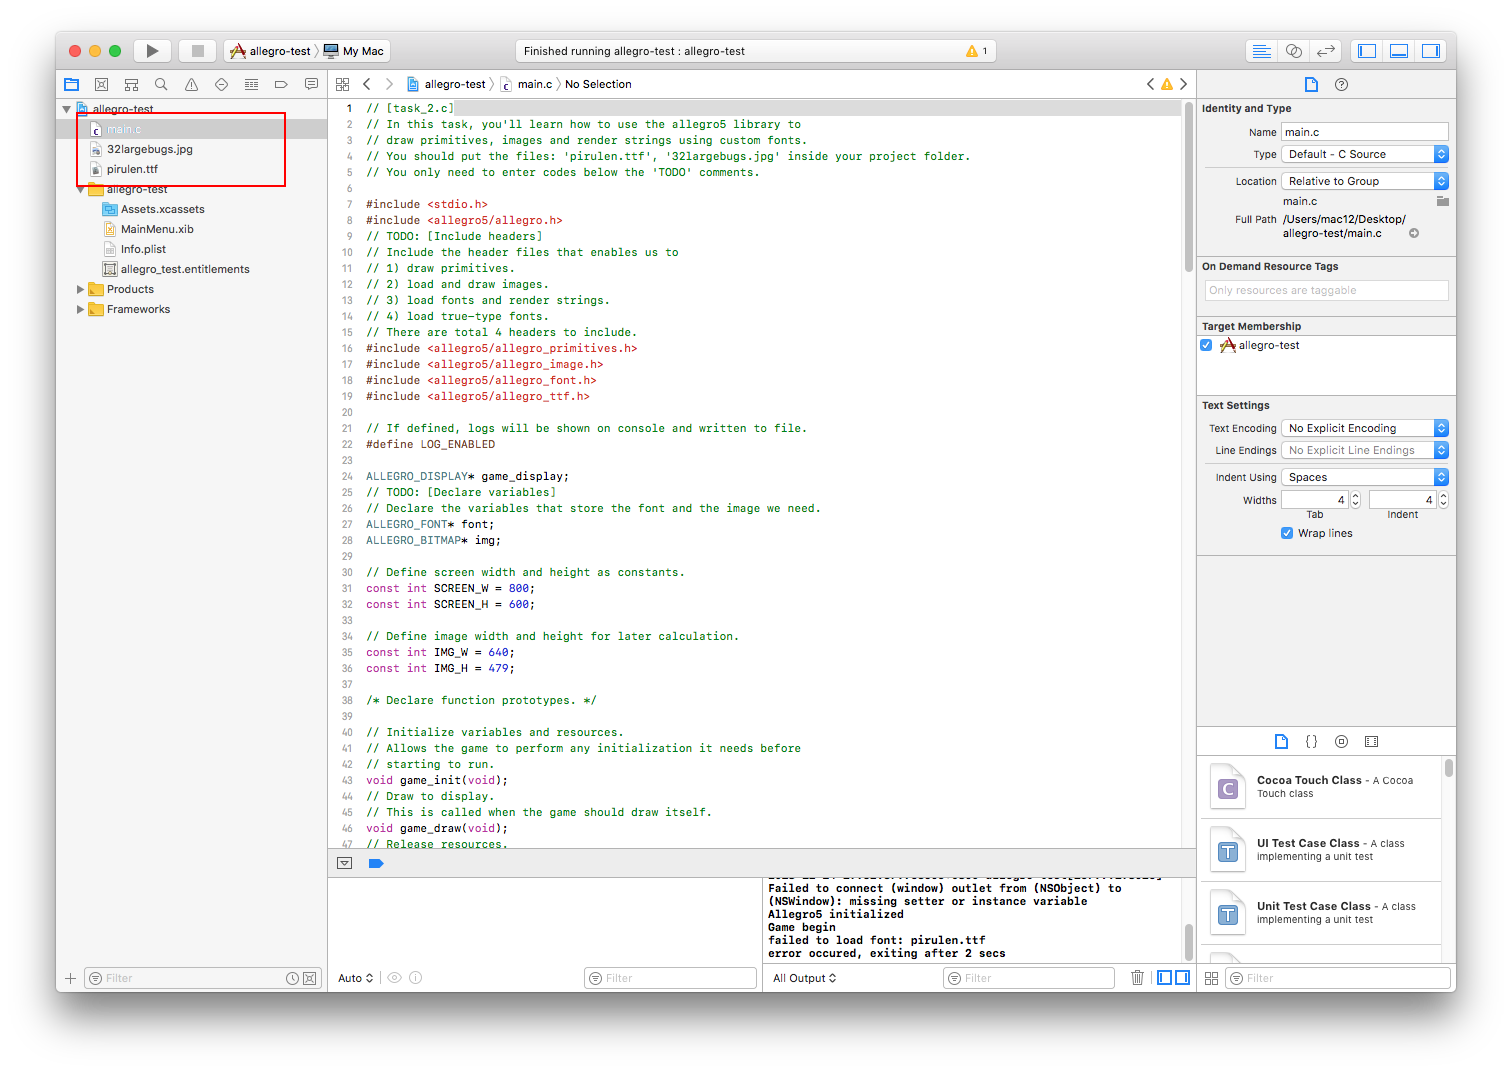 allegro-test My Mac
Finished running allegro-test : allegro-test 1
allegro-test main.c No Selection
allegro-test
main.c
32largebugs.jpg
pirulen.ttf
allegro-test
Assets.xcassets
MainMenu.xib
Info.plist
allegro_test.entitlements
Products
Frameworks
Filter
1 // [task_2.c]
2 // In this task, you'll learn how to use the allegro5 library to
3 // draw primitives, images and render strings using custom fonts.
4 // You should put the files: 'pirulen.ttf', '32largebugs.jpg' inside your project folder.
5 // You only need to enter codes below the 'TODO' comments.
6
7 #include <stdio.h>
8 #include <allegro5/allegro.h>
9 // TODO: [Include headers]
10 // Include the header files that enables us to
11 // 1) draw primitives.
12 // 2) load and draw images.
13 // 3) load fonts and render strings.
14 // 4) load true-type fonts.
15 // There are total 4 headers to include.
16 #include <allegro5/allegro_primitives.h>
17 #include <allegro5/allegro_image.h>
18 #include <allegro5/allegro_font.h>
19 #include <allegro5/allegro_ttf.h>
20
21 // If defined, logs will be shown on console and written to file.
22 #define LOG_ENABLED
23
24 ALLEGRO_DISPLAY* game_display;
25 // TODO: [Declare variables]
26 // Declare the variables that store the font and the image we need.
27 ALLEGRO_FONT* font;
28 ALLEGRO_BITMAP* img;
29
30 // Define screen width and height as constants.
31 const int SCREEN_W = 800;
32 const int SCREEN_H = 600;
33
34 // Define image width and height for later calculation.
35 const int IMG_W = 640;
36 const int IMG_H = 479;
37
38 /* Declare function prototypes. */
39
40 // Initialize variables and resources.
41 // Allows the game to perform any initialization it needs before
42 // starting to run.
43 void game_init(void);
44 // Draw to display.
45 // This is called when the game should draw itself.
46 void game_draw(void);
47 // Release resources.
Auto
Filter
Failed to connect (window) outlet from (NSObject) to
(NSWindow): missing setter or instance variable
Allegro5 initialized
Game begin
failed to load font: pirulen.ttf
error occured, exiting after 2 secs
All Output
Filter
Identity and Type
Name main.c
Type Default - C Source
Location Relative to Group
main.c
Full Path /Users/mac12/Desktop/
allegro-test/main.c
On Demand Resource Tags
Only resources are taggable
Target Membership
allegro-test
Text Settings
Text Encoding No Explicit Encoding
Line Endings No Explicit Line Endings
Indent Using Spaces
Widths 4 4
Tab Indent
Wrap lines
{ }
C Cocoa Touch Class - A Cocoa
Touch class
T UI Test Case Class - A class
implementing a unit test
T Unit Test Case Class - A class
implementing a unit test
Filter